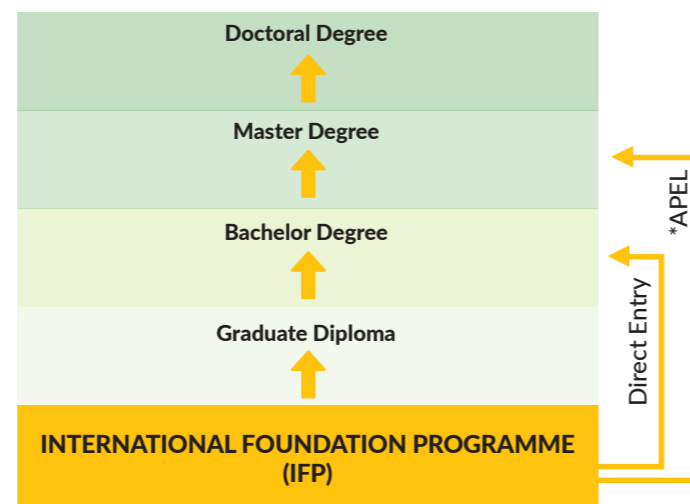 Doctoral Degree
Master Degree
*APEL
Bachelor Degree
Direct Entry
Graduate Diploma
INTERNATIONAL FOUNDATION PROGRAMME
(IFP)